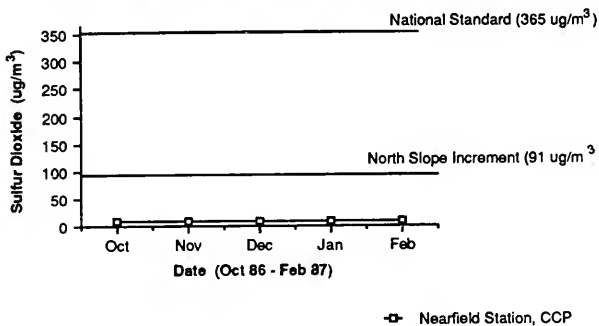 National Standard (365 ug/m3)
350
300
250
200
150
100
50
0
Sulfur Dioxide (ug/m3)
North Slope Increment (91 ug/m 3
Oct Nov Dec Jan Feb
Date (Oct 86 - Feb 87)
Nearfield Station, CCP